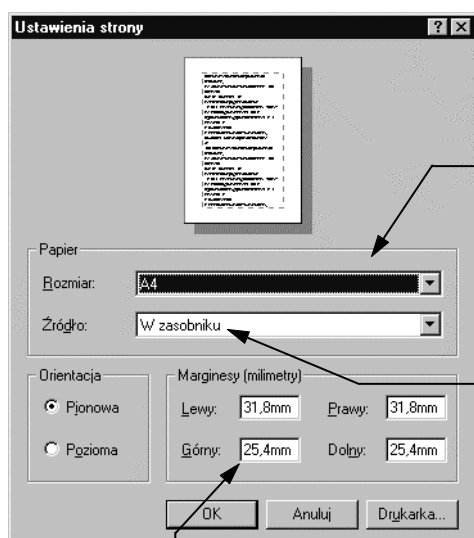 Ustawienia strony
Papier
Rozmiar: A4
Źródło: W zasobniku
Orientacja
Pionowa
Pozioma
Marginesy (milimetry)
Lewy: 31,8mm Prawy: 31,8mm
Górny: 25,4mm Dolny: 25,4mm
OK Anuluj Drukarka...